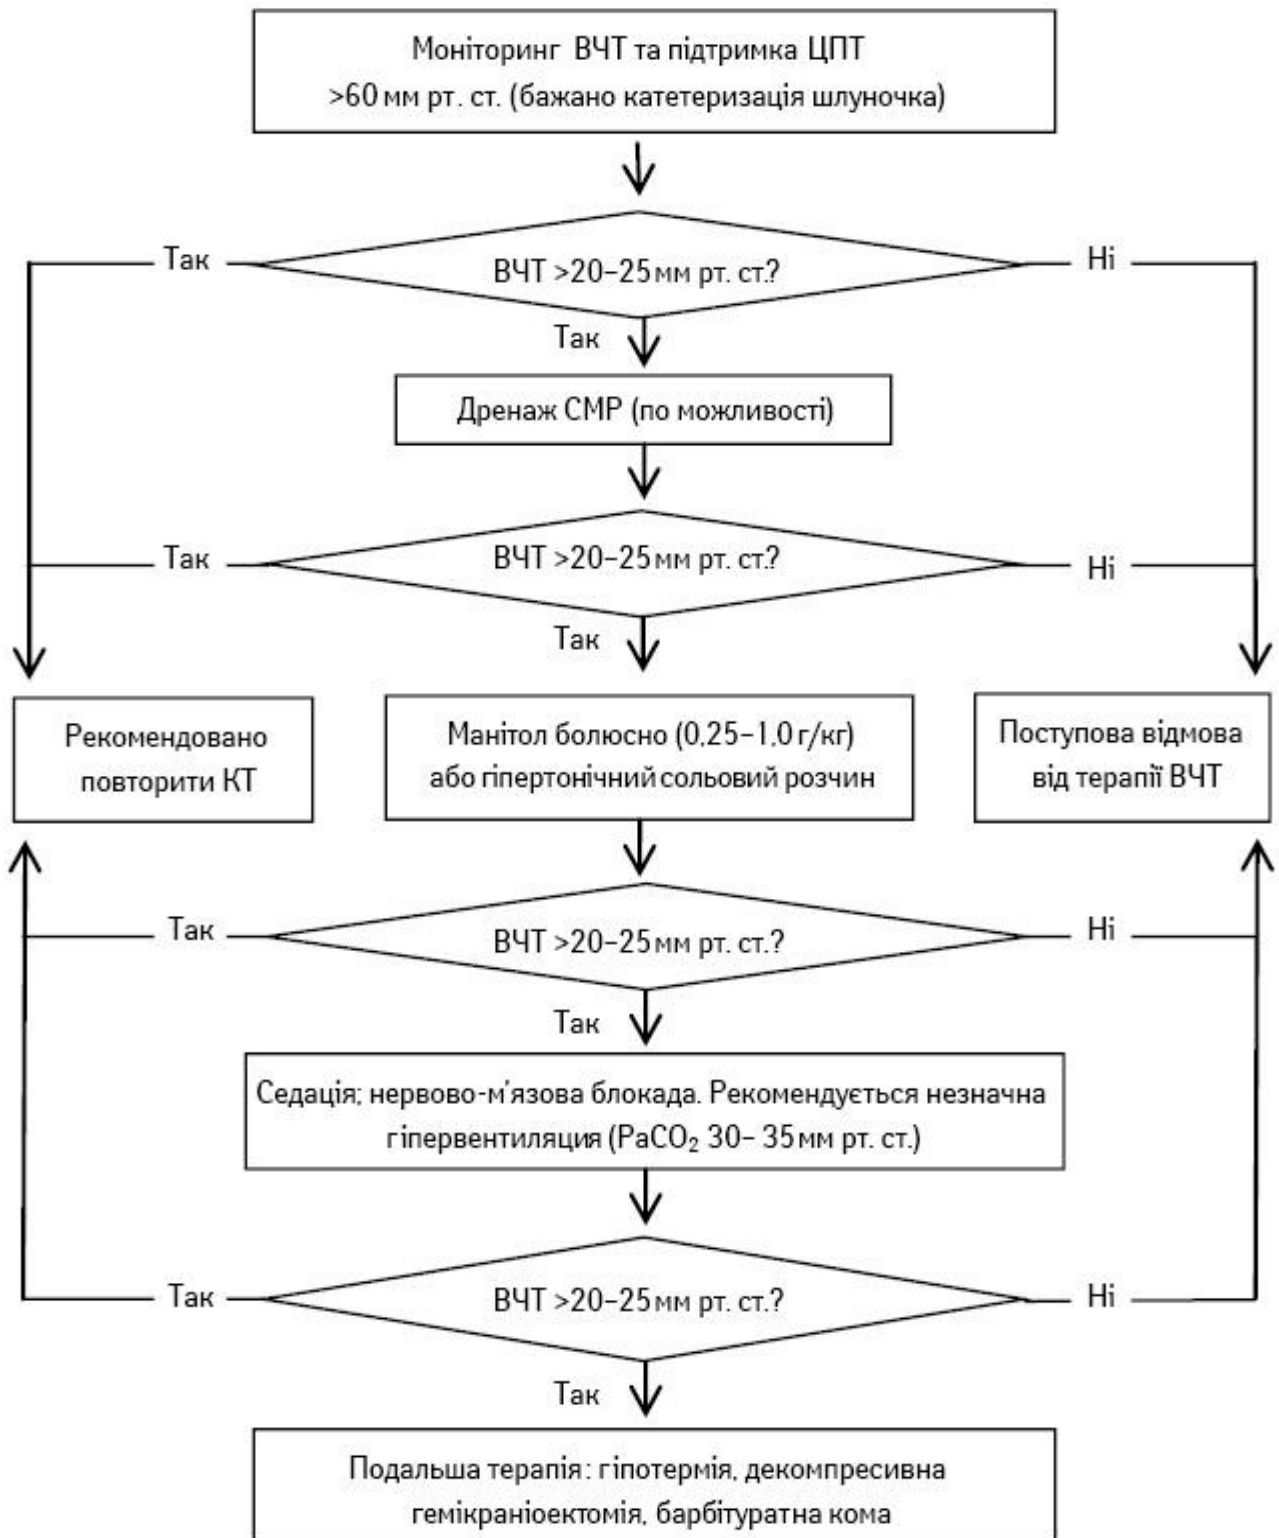 Моніторинг ВЧТ та підтримка ЦПТ
>60 мм рт. ст. (бажано катетеризація шлуночка)
Так
ВЧТ >20–25 мм рт. ст.?
Ні
Так
Дренаж СМР (по можливості)
Так
ВЧТ >20–25 мм рт. ст.?
Ні
Так
Рекомендовано
повторити КТ
Манітол болюсно (0,25–1,0 г/кг)
або гіпертонічний сольовий розчин
Поступова відмова
від терапії ВЧТ
Так
ВЧТ >20–25 мм рт. ст.?
Ні
Так
Седація; нервово-м'язова блокада. Рекомендується незначна
гіпервентиляция (PaCO₂ 30– 35 мм рт. ст.)
Так
ВЧТ >20–25 мм рт. ст.?
Ні
Так
Подальша терапія: гіпотермія, декомпресивна
гемікраніоектомія, барбітуратна кома